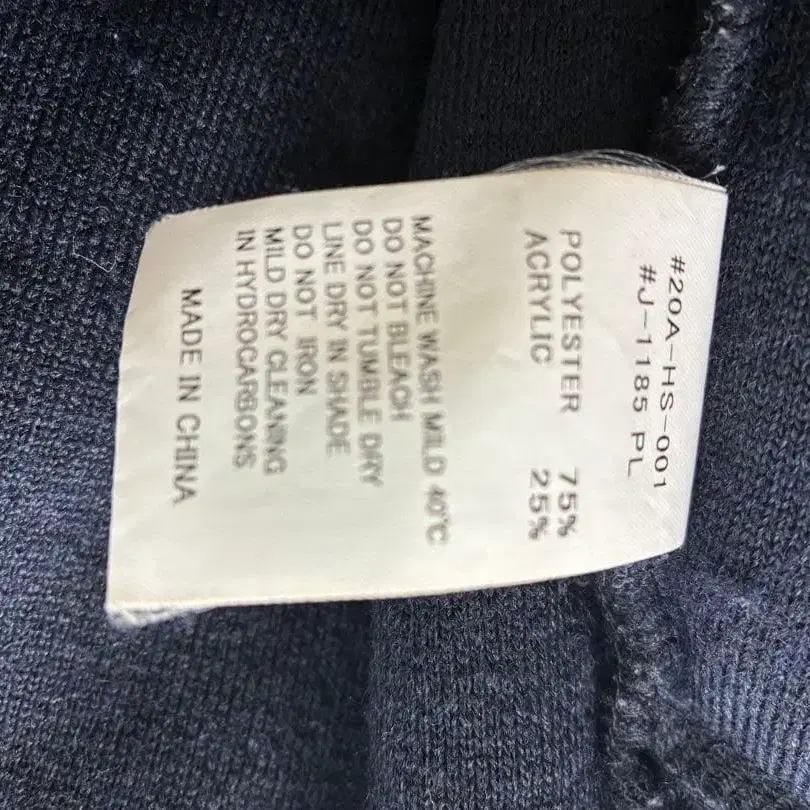 #20A-HS-001
#J-1185 PL
POLYESTER 75%
ACRYLIC 25%
MACHINE WASH MILD 40°C
DO NOT BLEACH
DO NOT TUMBLE DRY
LINE DRY IN SHADE
DO NOT IRON
MILD DRY CLEANING
IN HYDROCARBONS
MADE IN CHINA